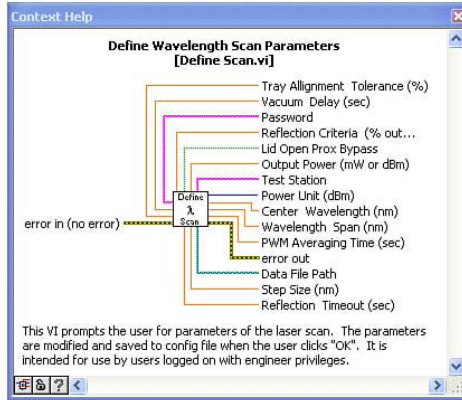 Context Help
Define Wavelength Scan Parameters
[Define Scan.vi]
Tray Allignment Tolerance (%)
Vacuum Delay (sec)
Password
Reflection Criteria (% out...
Lid Open Prox Bypass
Output Power (mW or dBm)
Test Station
Power Unit (dBm)
Center Wavelength (nm)
Wavelength Span (nm)
PWM Averaging Time (sec)
error out
Data File Path
Step Size (nm)
Reflection Timeout (sec)
Define
λ
Scan
error in (no error)
This VI prompts the user for parameters of the laser scan. The parameters
are modified and saved to config file when the user clicks "OK". It is
intended for use by users logged on with engineer privileges.
?